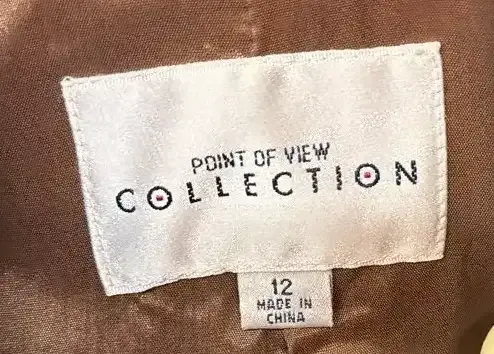 POINT OF VIEW
COLLECTION
12
MADE IN
CHINA